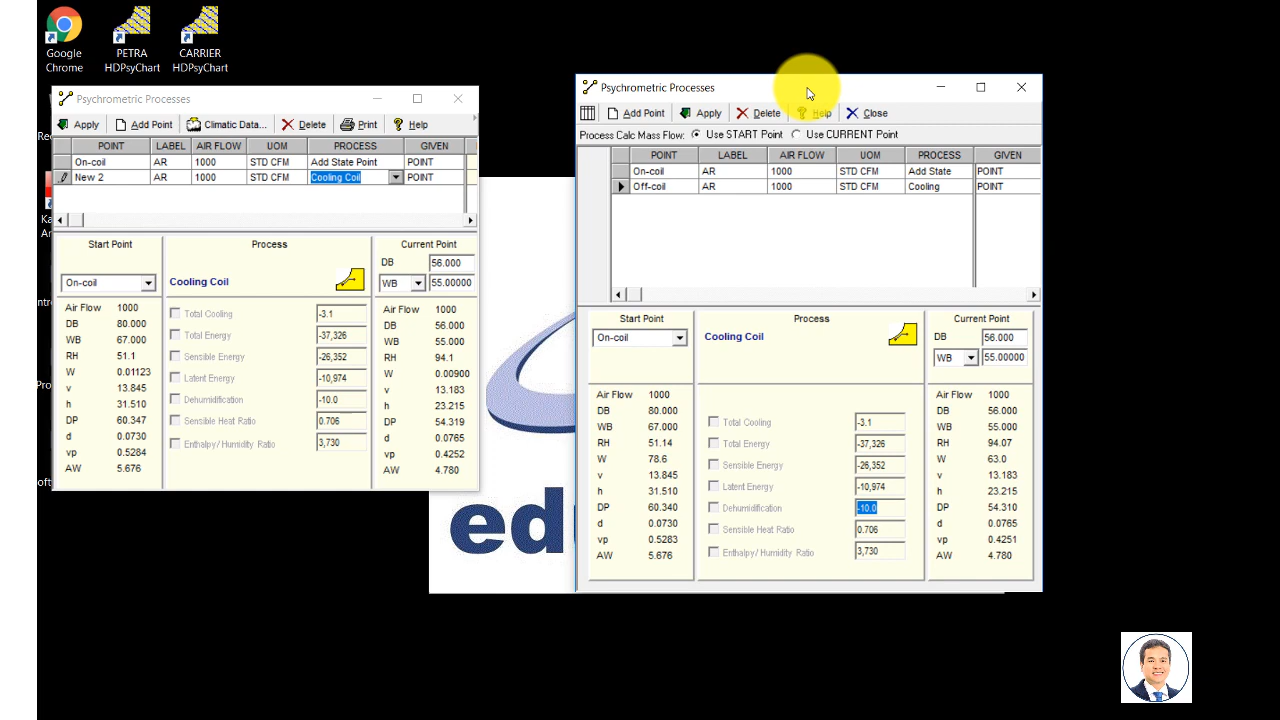 Google
Chrome
PETRA
HDPsyChart
CARRIER
HDPsyChart
Psychrometric Processes
Apply Add Point Climatic Data... Delete Print Help
POINT LABEL AIR FLOW UOM PROCESS GIVEN
On-coil AR 1000 STD CFM Add State Point POINT
New 2 AR 1000 STD CFM Cooling Coil POINT
Start Point Process Current Point
DB 56.000
On-coil Cooling Coil WB 55.00000
Air Flow 1000 Total Cooling -3.1 Air Flow 1000
DB 80.000 Total Energy -37,326 DB 56.000
WB 67.000 Sensible Energy -26,352 WB 55.000
RH 51.1 Latent Energy -10,974 RH 94.1
W 0.01123 Dehumidification -10.0 W 0.00900
v 13.845 Sensible Heat Ratio 0.706 v 13.183
h 31.510 Enthalpy/Humidity Ratio 3,730 h 23.215
DP 60.347 DP 54.319
d 0.0730 d 0.0765
vp 0.5284 vp 0.4252
AW 5.676 AW 4.780
Psychrometric Processes
Add Point Apply Delete Help Close
Process Calc Mass Flow: Use START Point Use CURRENT Point
POINT LABEL AIR FLOW UOM PROCESS GIVEN
On-coil AR 1000 STD CFM Add State POINT
Off-coil AR 1000 STD CFM Cooling POINT
Start Point Process Current Point
On-coil Cooling Coil DB 56.000
WB 55.00000
Air Flow 1000 Air Flow 1000
DB 80.000 Total Cooling -3.1 DB 56.000
WB 67.000 Total Energy -37,326 WB 55.000
RH 51.14 Sensible Energy -26,352 RH 94.07
W 78.6 Latent Energy -10,974 W 63.0
v 13.845 Dehumidification -10.0 v 13.183
h 31.510 Sensible Heat Ratio 0.706 h 23.215
DP 60.340 Enthalpy/Humidity Ratio 3,730 DP 54.310
d 0.0730 d 0.0765
vp 0.5283 vp 0.4251
AW 5.676 AW 4.780
ed